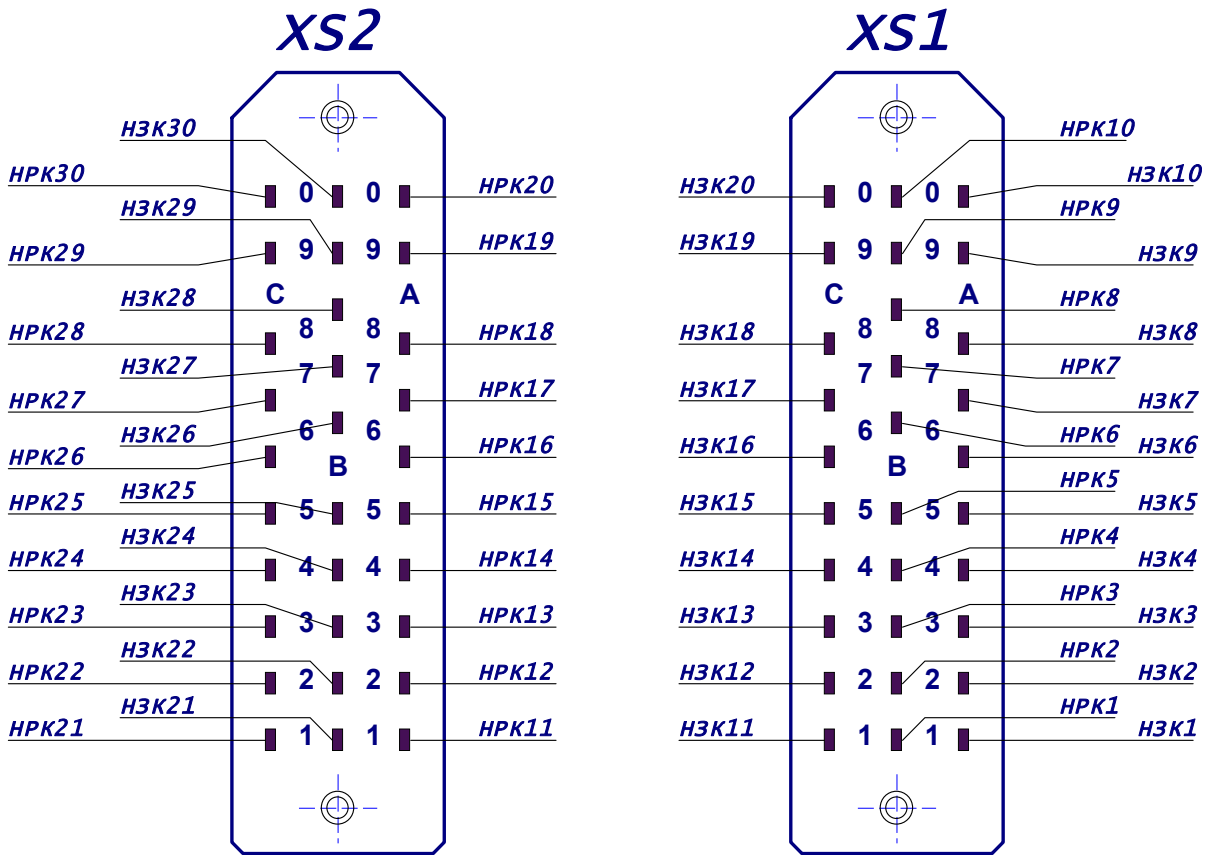 XS2
XS1
НЗК30
НРК10
НРК30
0
0
НРК20
НЗК20
0
0
НЗК10
НЗК29
НРК9
НРК29
9
9
НРК19
НЗК19
9
9
НЗК9
C
A
C
A
НЗК28
НРК8
НРК28
8
8
НРК18
НЗК18
8
8
НЗК8
НЗК27
7
7
7
7
НРК7
НРК27
НРК17
НЗК17
НЗК7
НЗК26
6
6
6
6
НРК6
НРК26
НРК16
НЗК16
НЗК6
B
B
НЗК25
НРК5
НРК25
5
5
НРК15
НЗК15
5
5
НЗК5
НЗК24
НРК4
НРК24
4
4
НРК14
НЗК14
4
4
НЗК4
НЗК23
НРК3
НРК23
3
3
НРК13
НЗК13
3
3
НЗК3
НЗК22
НРК2
НРК22
2
2
НРК12
НЗК12
2
2
НЗК2
НЗК21
НРК1
НРК21
1
1
НРК11
НЗК11
1
1
НЗК1